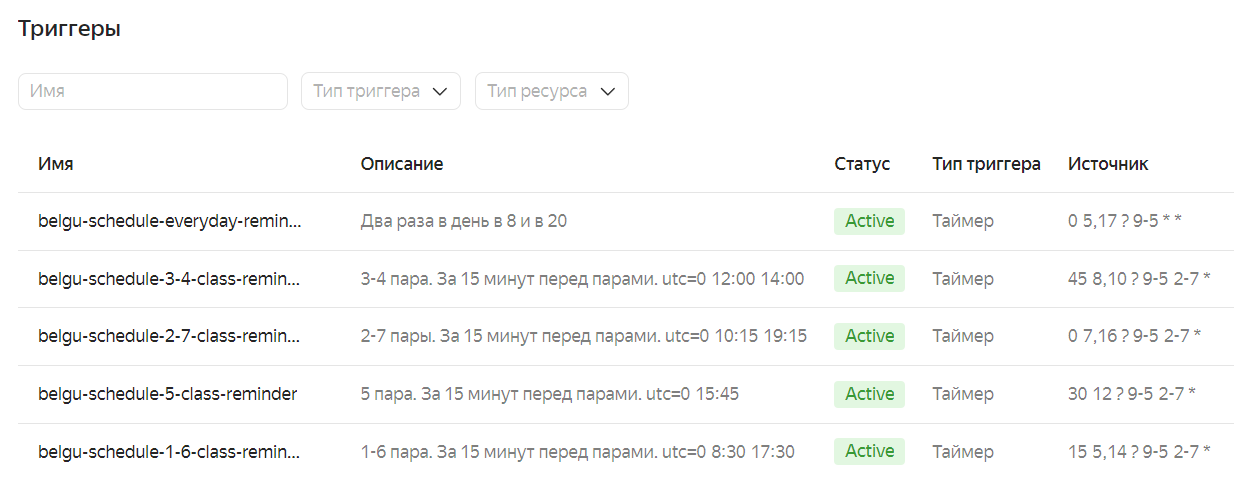 Триггеры
Имя Тип триггера Тип ресурса
Имя Описание Статус Тип триггера Источник
belgu-schedule-everyday-remin... Два раза в день в 8 и в 20 Active Таймер 0 5,17 ? 9-5 * *
belgu-schedule-3-4-class-remin... 3-4 пара. За 15 минут перед парами. utc=0 12:00 14:00 Active Таймер 45 8,10 ? 9-5 2-7 *
belgu-schedule-2-7-class-remin... 2-7 пары. За 15 минут перед парами. utc=0 10:15 19:15 Active Таймер 0 7,16 ? 9-5 2-7 *
belgu-schedule-5-class-reminder 5 пара. За 15 минут перед парами. utc=0 15:45 Active Таймер 30 12 ? 9-5 2-7 *
belgu-schedule-1-6-class-remin... 1-6 пара. За 15 минут перед парами. utc=0 8:30 17:30 Active Таймер 15 5,14 ? 9-5 2-7 *